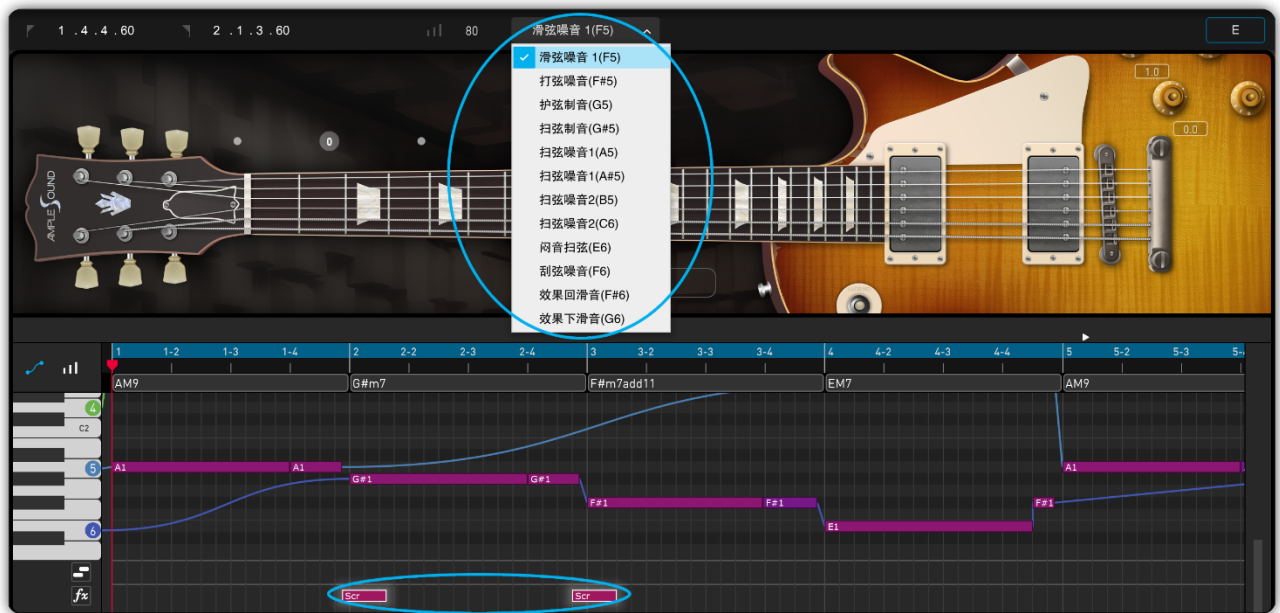 1 . 4 . 4 . 60
2 . 1 . 3 . 60
80
滑弦噪音 1(F5)
E
滑弦噪音 1(F5)
打弦噪音(F#5)
护弦制音(G5)
扫弦制音(G#5)
扫弦噪音1(A5)
扫弦噪音1(A#5)
扫弦噪音2(B5)
扫弦噪音2(C6)
闷音扫弦(E6)
刮弦噪音(F6)
效果回滑音(F#6)
效果下滑音(G6)
1.0
0.0
0
AMPLE SOUND
1 1-2 1-3 1-4 2 2-2 2-3 2-4 3 3-2 3-3 3-4 4 4-2 4-3 4-4 5 5-2 5-3 5-
AM9 G#m7 F#m7add11 EM7 AM9
4
C2
5 A1 A1 A1
G#1 G#1
F#1 F#1 F#1
6 E1
fx Scr Scr